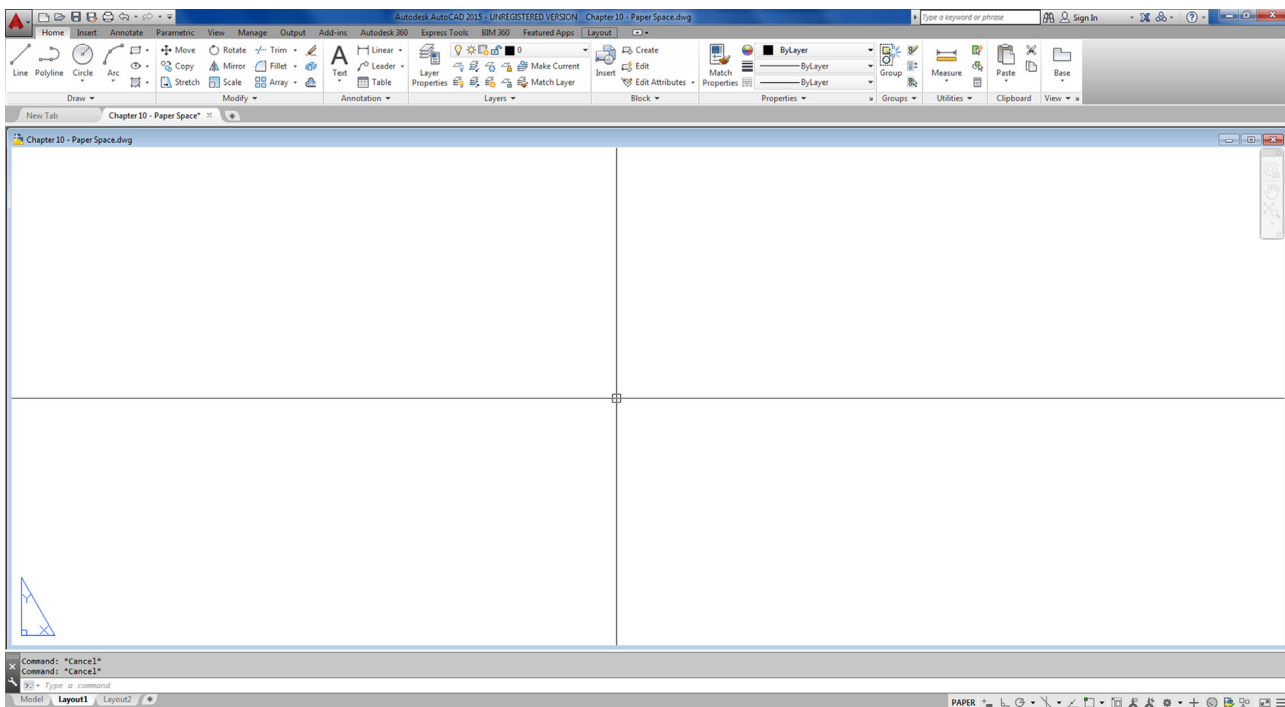 Autodesk AutoCAD 2015 - UNREGISTERED VERSION Chapter 10 - Paper Space.dwg Type a keyword or phrase Sign In
Home Insert Annotate Parametric View Manage Output Add-ins Autodesk 360 Express Tools BIM 360 Featured Apps Layout
Move Rotate Trim Linear 0 Create ByLayer
Copy Mirror Fillet Leader Make Current Edit ByLayer
Line Polyline Circle Arc Text Layer Insert Match Group Measure Paste Base
Stretch Scale Array Table Properties Match Layer Edit Attributes Properties ByLayer
Draw Modify Annotation Layers Block Properties Groups Utilities Clipboard View
New Tab Chapter 10 - Paper Space*
Chapter 10 - Paper Space.dwg
Y
X
Command: *Cancel*
Command: *Cancel*
Type a command
Model Layout1 Layout2 PAPER